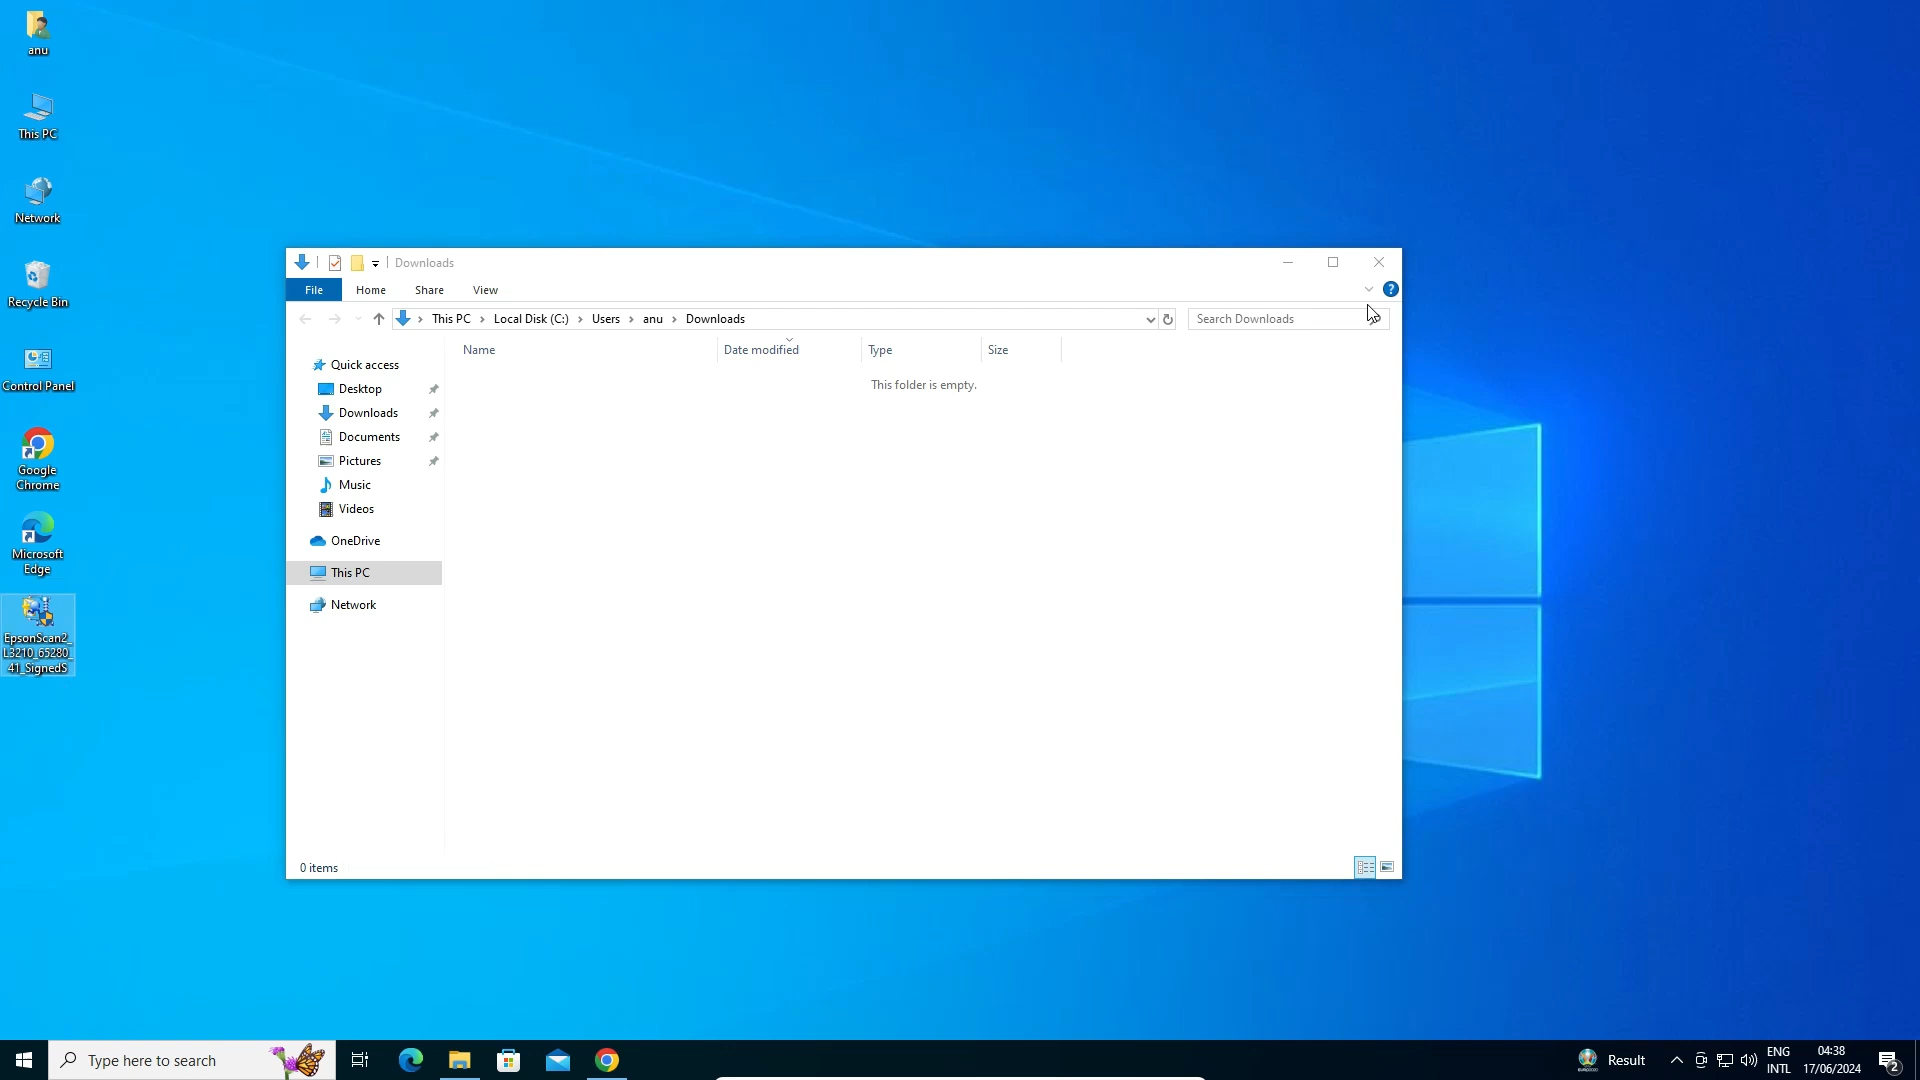 anu
This PC
Network
Recycle Bin
Control Panel
Google
Chrome
Microsoft
Edge
EpsonScan2_
L3210_65280_
41_SignedS
Downloads
File Home Share View
This PC Local Disk (C:) Users anu Downloads
Search Downloads
Name Date modified Type Size
This folder is empty.
Quick access
Desktop
Downloads
Documents
Pictures
Music
Videos
OneDrive
This PC
Network
0 items
Type here to search
Result
ENG
INTL
04:38
17/06/2024
2